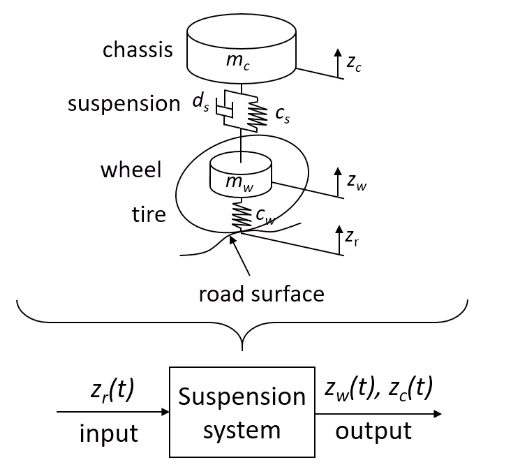 chassis
m_c
z_c
suspension
d_s
c_s
wheel
m_w
z_w
tire
c_w
z_r
road surface
z_r(t)
input
Suspension
system
z_w(t), z_c(t)
output